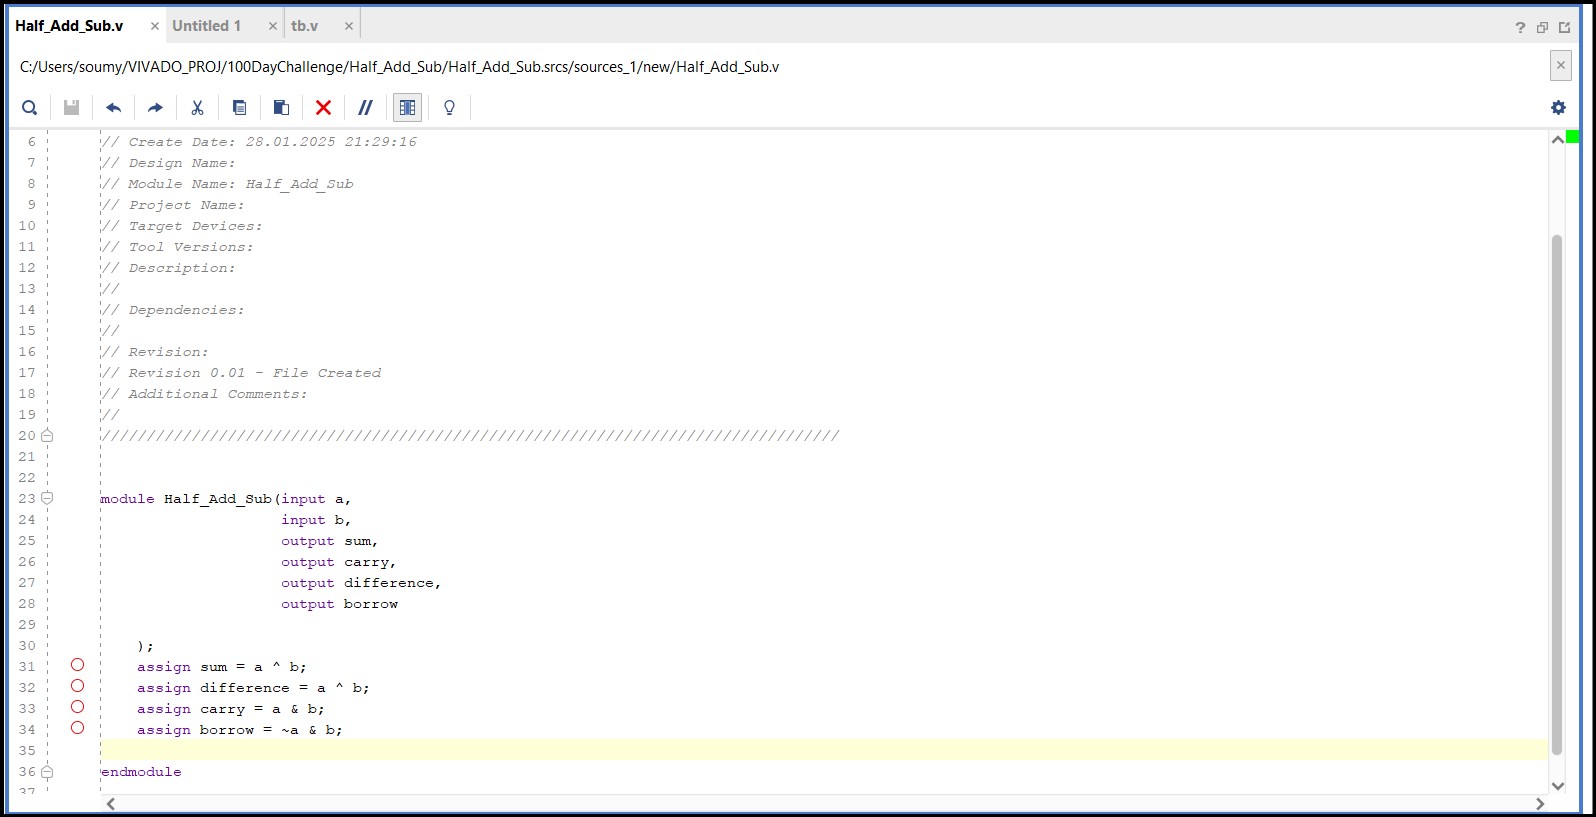 Half_Add_Sub.v × Untitled 1 × tb.v × ?
C:/Users/soumy/VIVADO_PROJ/100DayChallenge/Half_Add_Sub/Half_Add_Sub.srcs/sources_1/new/Half_Add_Sub.v ×
//
6 // Create Date: 28.01.2025 21:29:16
7 // Design Name:
8 // Module Name: Half_Add_Sub
9 // Project Name:
10 // Target Devices:
11 // Tool Versions:
12 // Description:
13 //
14 // Dependencies:
15 //
16 // Revision:
17 // Revision 0.01 - File Created
18 // Additional Comments:
19 //
20 //////////////////////////////////////////////////////////////////////////////////
21
22
23 module Half_Add_Sub(input a,
24 input b,
25 output sum,
26 output carry,
27 output difference,
28 output borrow
29
30 );
31 assign sum = a ^ b;
32 assign difference = a ^ b;
33 assign carry = a & b;
34 assign borrow = ~a & b;
35
36 endmodule
37